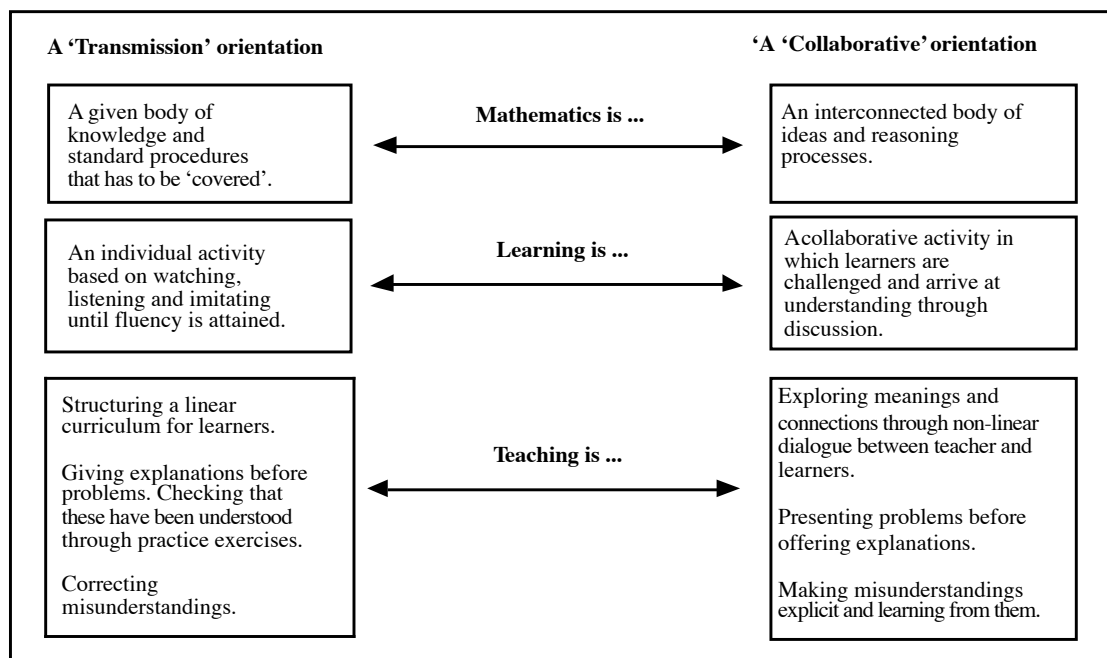 A ‘Transmission’ orientation
‘A ‘Collaborative’ orientation
A given body of
knowledge and
standard procedures
that has to be ‘covered’.
Mathematics is ...
An interconnected body of
ideas and reasoning
processes.
An individual activity
based on watching,
listening and imitating
until fluency is attained.
Learning is ...
Acollaborative activity in
which learners are
challenged and arrive at
understanding through
discussion.
Structuring a linear
curriculum for learners.
Giving explanations before
problems. Checking that
these have been understood
through practice exercises.
Correcting
misunderstandings.
Teaching is ...
Exploring meanings and
connections through non-linear
dialogue between teacher and
learners.
Presenting problems before
offering explanations.
Making misunderstandings
explicit and learning from them.